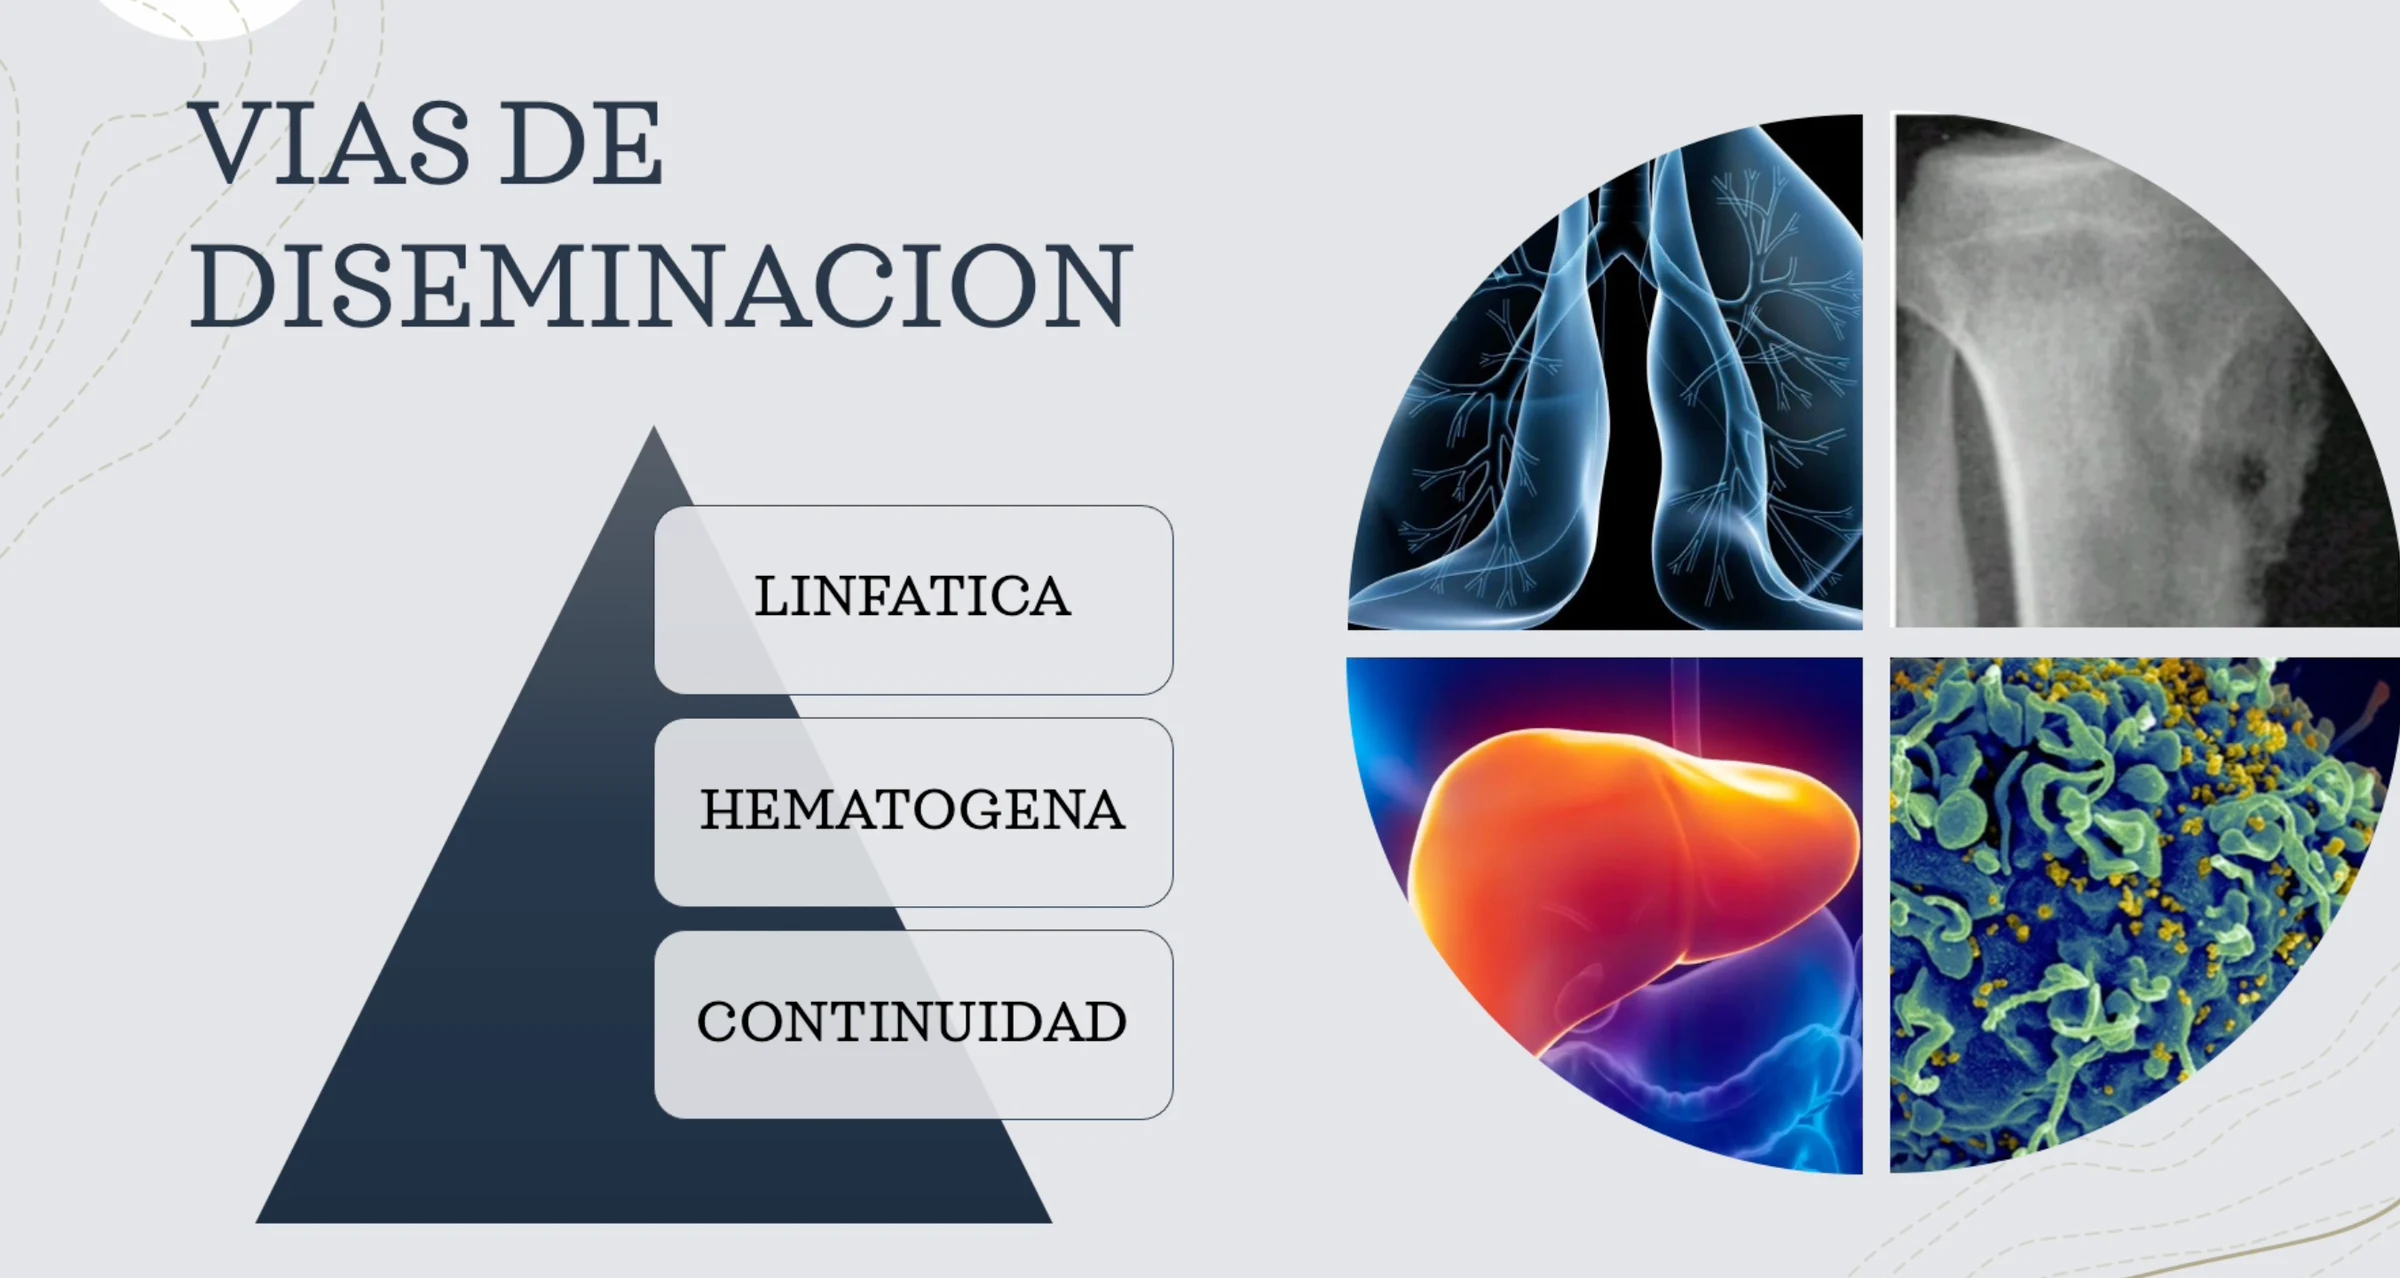 VIAS DE
DISEMINACION
LINFATICA
HEMATOGENA
CONTINUIDAD